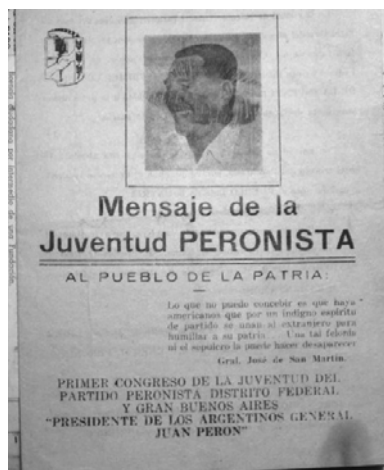 Mensaje de la
Juventud PERONISTA
AL PUEBLO DE LA PATRIA:
Lo que no puedo concebir es que haya
americanos que por un indigno espíritu
de partido se unan al extranjero para
humillar a su patria. Una tal felonía
ni el sepulcro la puede hacer desaparecer
Gral. José de San Martín.
PRIMER CONGRESO DE LA JUVENTUD DEL
PARTIDO PERONISTA DISTRITO FEDERAL
Y GRAN BUENOS AIRES
"PRESIDENTE DE LOS ARGENTINOS GENERAL
JUAN PERON"